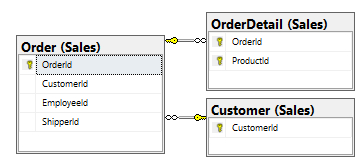 Order (Sales)
OrderId
CustomerId
EmployeeId
ShipperId
OrderDetail (Sales)
OrderId
ProductId
Customer (Sales)
CustomerId